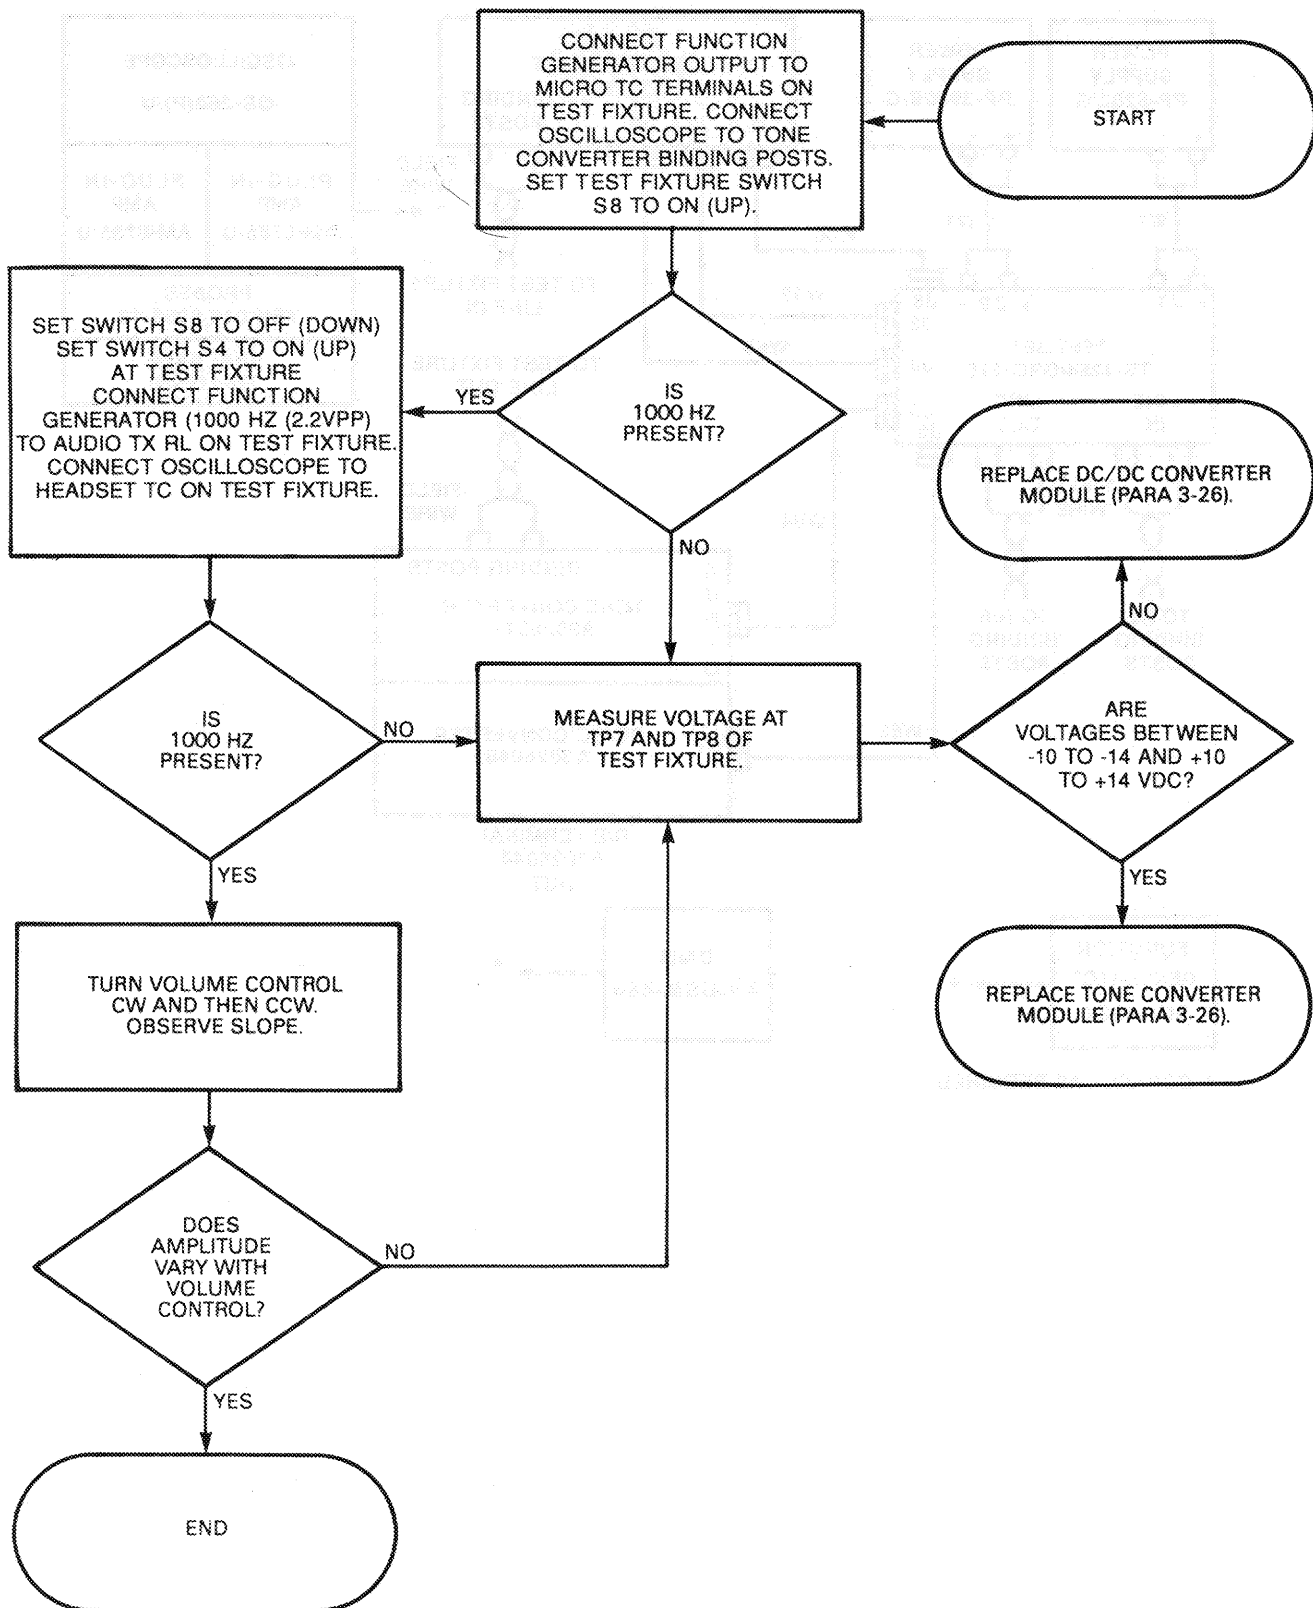 START
CONNECT FUNCTION
GENERATOR OUTPUT TO
MICRO TC TERMINALS ON
TEST FIXTURE. CONNECT
OSCILLOSCOPE TO TONE
CONVERTER BINDING POSTS.
SET TEST FIXTURE SWITCH
S8 TO ON (UP).
IS
1000 HZ
PRESENT?
YES
NO
SET SWITCH S8 TO OFF (DOWN)
SET SWITCH S4 TO ON (UP)
AT TEST FIXTURE
CONNECT FUNCTION
GENERATOR (1000 HZ (2.2VPP)
TO AUDIO TX RL ON TEST FIXTURE.
CONNECT OSCILLOSCOPE TO
HEADSET TC ON TEST FIXTURE.
IS
1000 HZ
PRESENT?
NO
YES
MEASURE VOLTAGE AT
TP7 AND TP8 OF
TEST FIXTURE.
ARE
VOLTAGES BETWEEN
-10 TO -14 AND +10
TO +14 VDC?
NO
YES
REPLACE DC/DC CONVERTER
MODULE (PARA 3-26).
REPLACE TONE CONVERTER
MODULE (PARA 3-26).
TURN VOLUME CONTROL
CW AND THEN CCW.
OBSERVE SLOPE.
DOES
AMPLITUDE
VARY WITH
VOLUME
CONTROL?
NO
YES
END